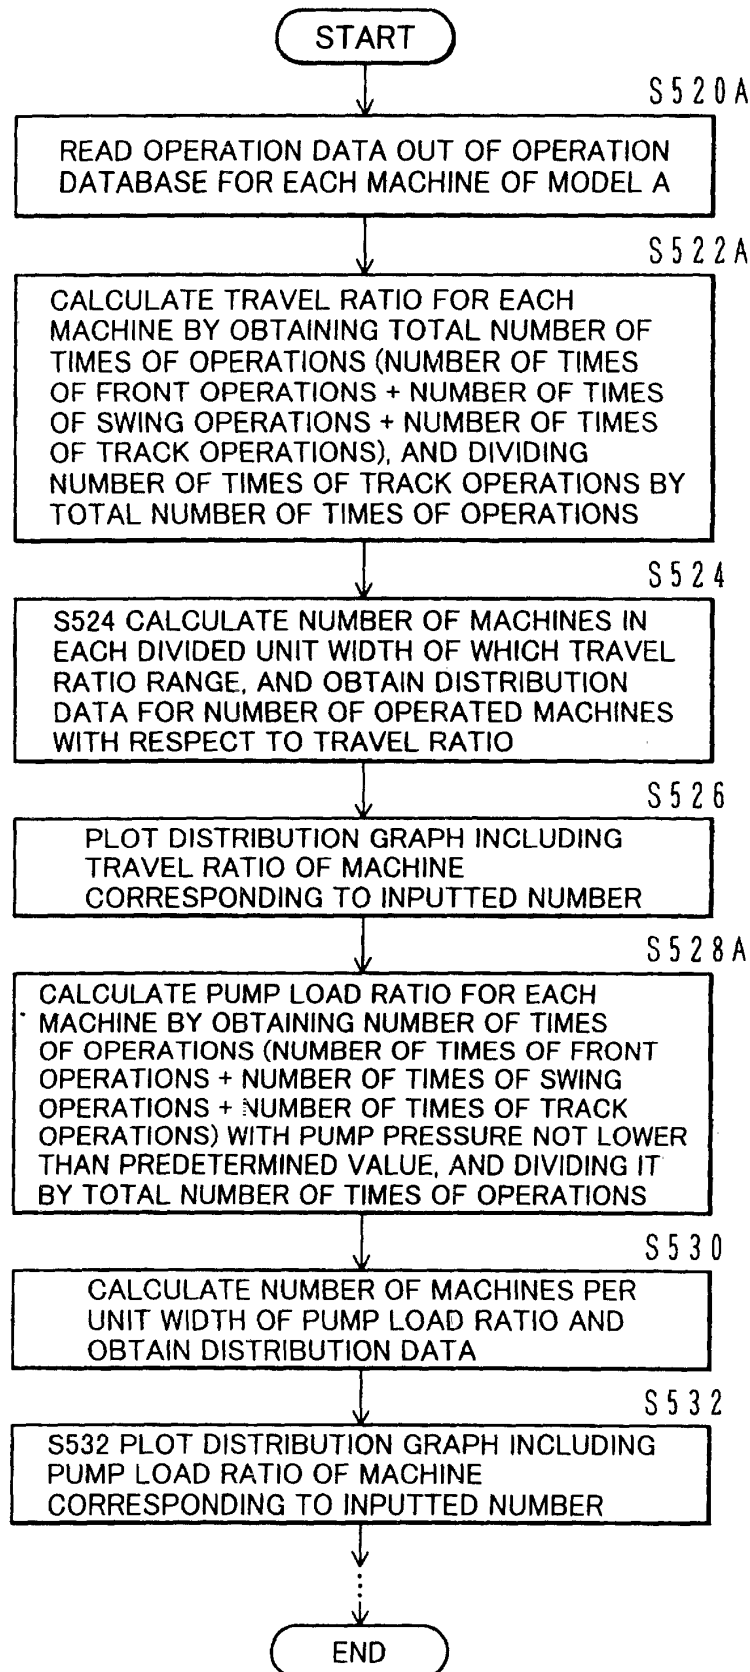 START
S520A
READ OPERATION DATA OUT OF OPERATION
DATABASE FOR EACH MACHINE OF MODEL A
S522A
CALCULATE TRAVEL RATIO FOR EACH
MACHINE BY OBTAINING TOTAL NUMBER OF
TIMES OF OPERATIONS (NUMBER OF TIMES
OF FRONT OPERATIONS + NUMBER OF TIMES
OF SWING OPERATIONS + NUMBER OF TIMES
OF TRACK OPERATIONS), AND DIVIDING
NUMBER OF TIMES OF TRACK OPERATIONS BY
TOTAL NUMBER OF TIMES OF OPERATIONS
S524
S524 CALCULATE NUMBER OF MACHINES IN
EACH DIVIDED UNIT WIDTH OF WHICH TRAVEL
RATIO RANGE, AND OBTAIN DISTRIBUTION
DATA FOR NUMBER OF OPERATED MACHINES
WITH RESPECT TO TRAVEL RATIO
S526
PLOT DISTRIBUTION GRAPH INCLUDING
TRAVEL RATIO OF MACHINE
CORRESPONDING TO INPUTTED NUMBER
S528A
CALCULATE PUMP LOAD RATIO FOR EACH
MACHINE BY OBTAINING NUMBER OF TIMES
OF OPERATIONS (NUMBER OF TIMES OF FRONT
OPERATIONS + NUMBER OF TIMES OF SWING
OPERATIONS + NUMBER OF TIMES OF TRACK
OPERATIONS) WITH PUMP PRESSURE NOT LOWER
THAN PREDETERMINED VALUE, AND DIVIDING IT
BY TOTAL NUMBER OF TIMES OF OPERATIONS
S530
CALCULATE NUMBER OF MACHINES PER
UNIT WIDTH OF PUMP LOAD RATIO AND
OBTAIN DISTRIBUTION DATA
S532
S532 PLOT DISTRIBUTION GRAPH INCLUDING
PUMP LOAD RATIO OF MACHINE
CORRESPONDING TO INPUTTED NUMBER
END